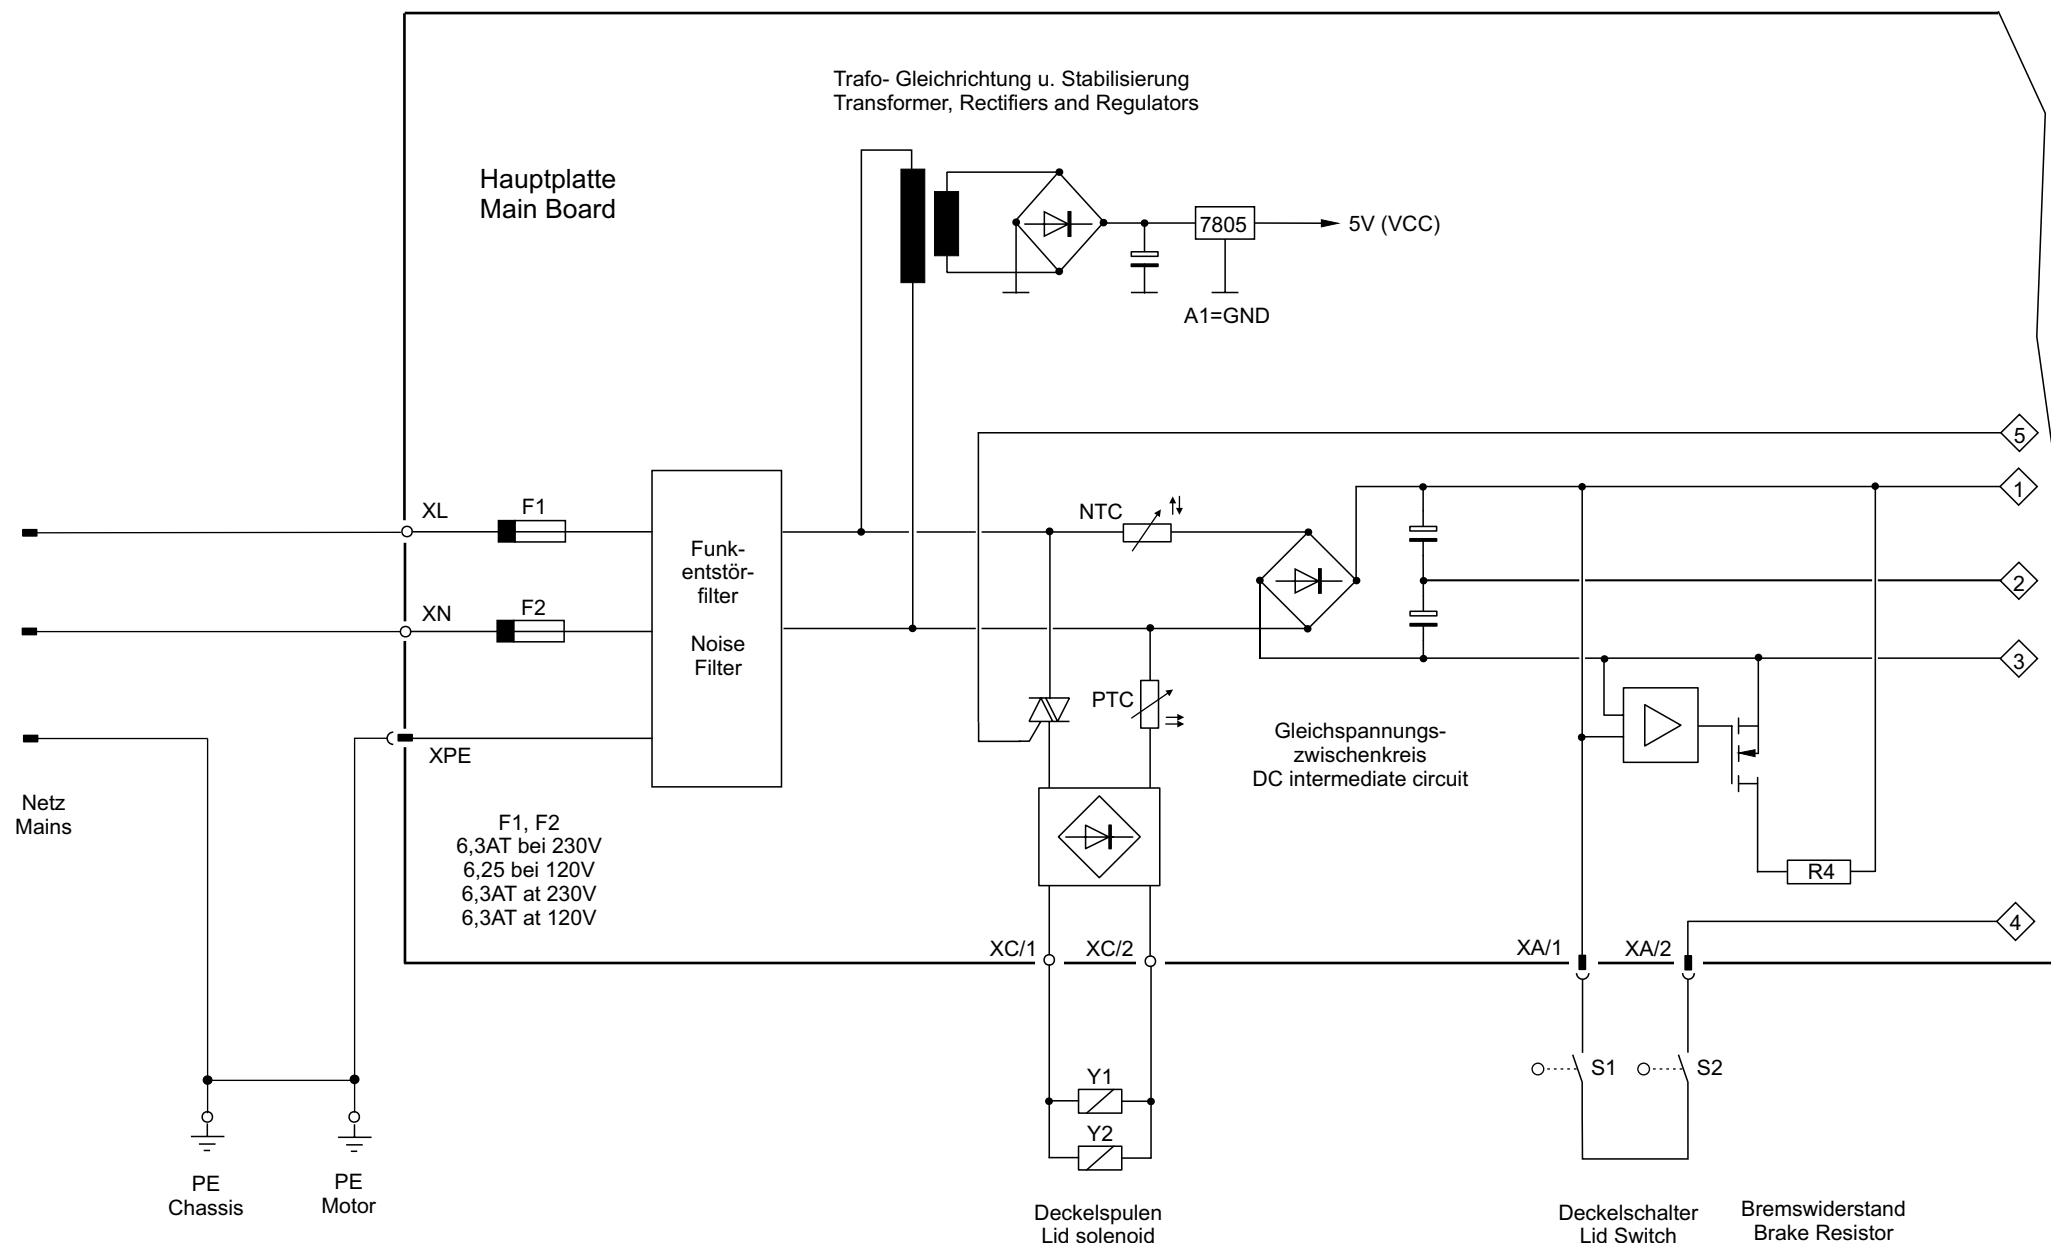 Trafo- Gleichrichtung u. Stabilisierung
Transformer, Rectifiers and Regulators
Hauptplatte
Main Board
7805
5V (VCC)
A1=GND
5
1
2
3
4
XL
F1
NTC
XN
F2
Funk-
entstör-
filter
Noise
Filter
PTC
XPE
Gleichspannungs-
zwischenkreis
DC intermediate circuit
Netz
Mains
F1, F2
6,3AT bei 230V
6,25 bei 120V
6,3AT at 230V
6,3AT at 120V
R4
XC/1
XC/2
XA/1
XA/2
S1
S2
Y1
Y2
PE
Chassis
PE
Motor
Deckelspulen
Lid solenoid
Deckelschalter
Lid Switch
Bremswiderstand
Brake Resistor